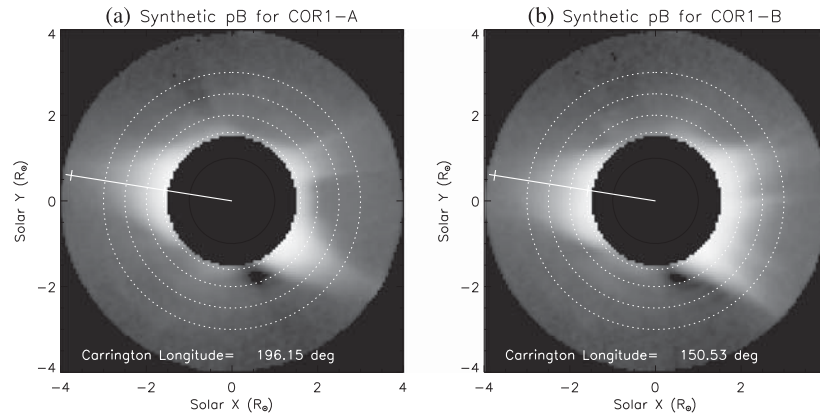 (a) Synthetic pB for COR1-A
(b) Synthetic pB for COR1-B
4
2
0
-2
-4
Solar Y (R⊙)
Carrington Longitude= 196.15 deg
-4 -2 0 2 4
Solar X (R⊙)
4
2
0
-2
-4
Solar Y (R⊙)
Carrington Longitude= 150.53 deg
-4 -2 0 2
Solar X (R⊙)